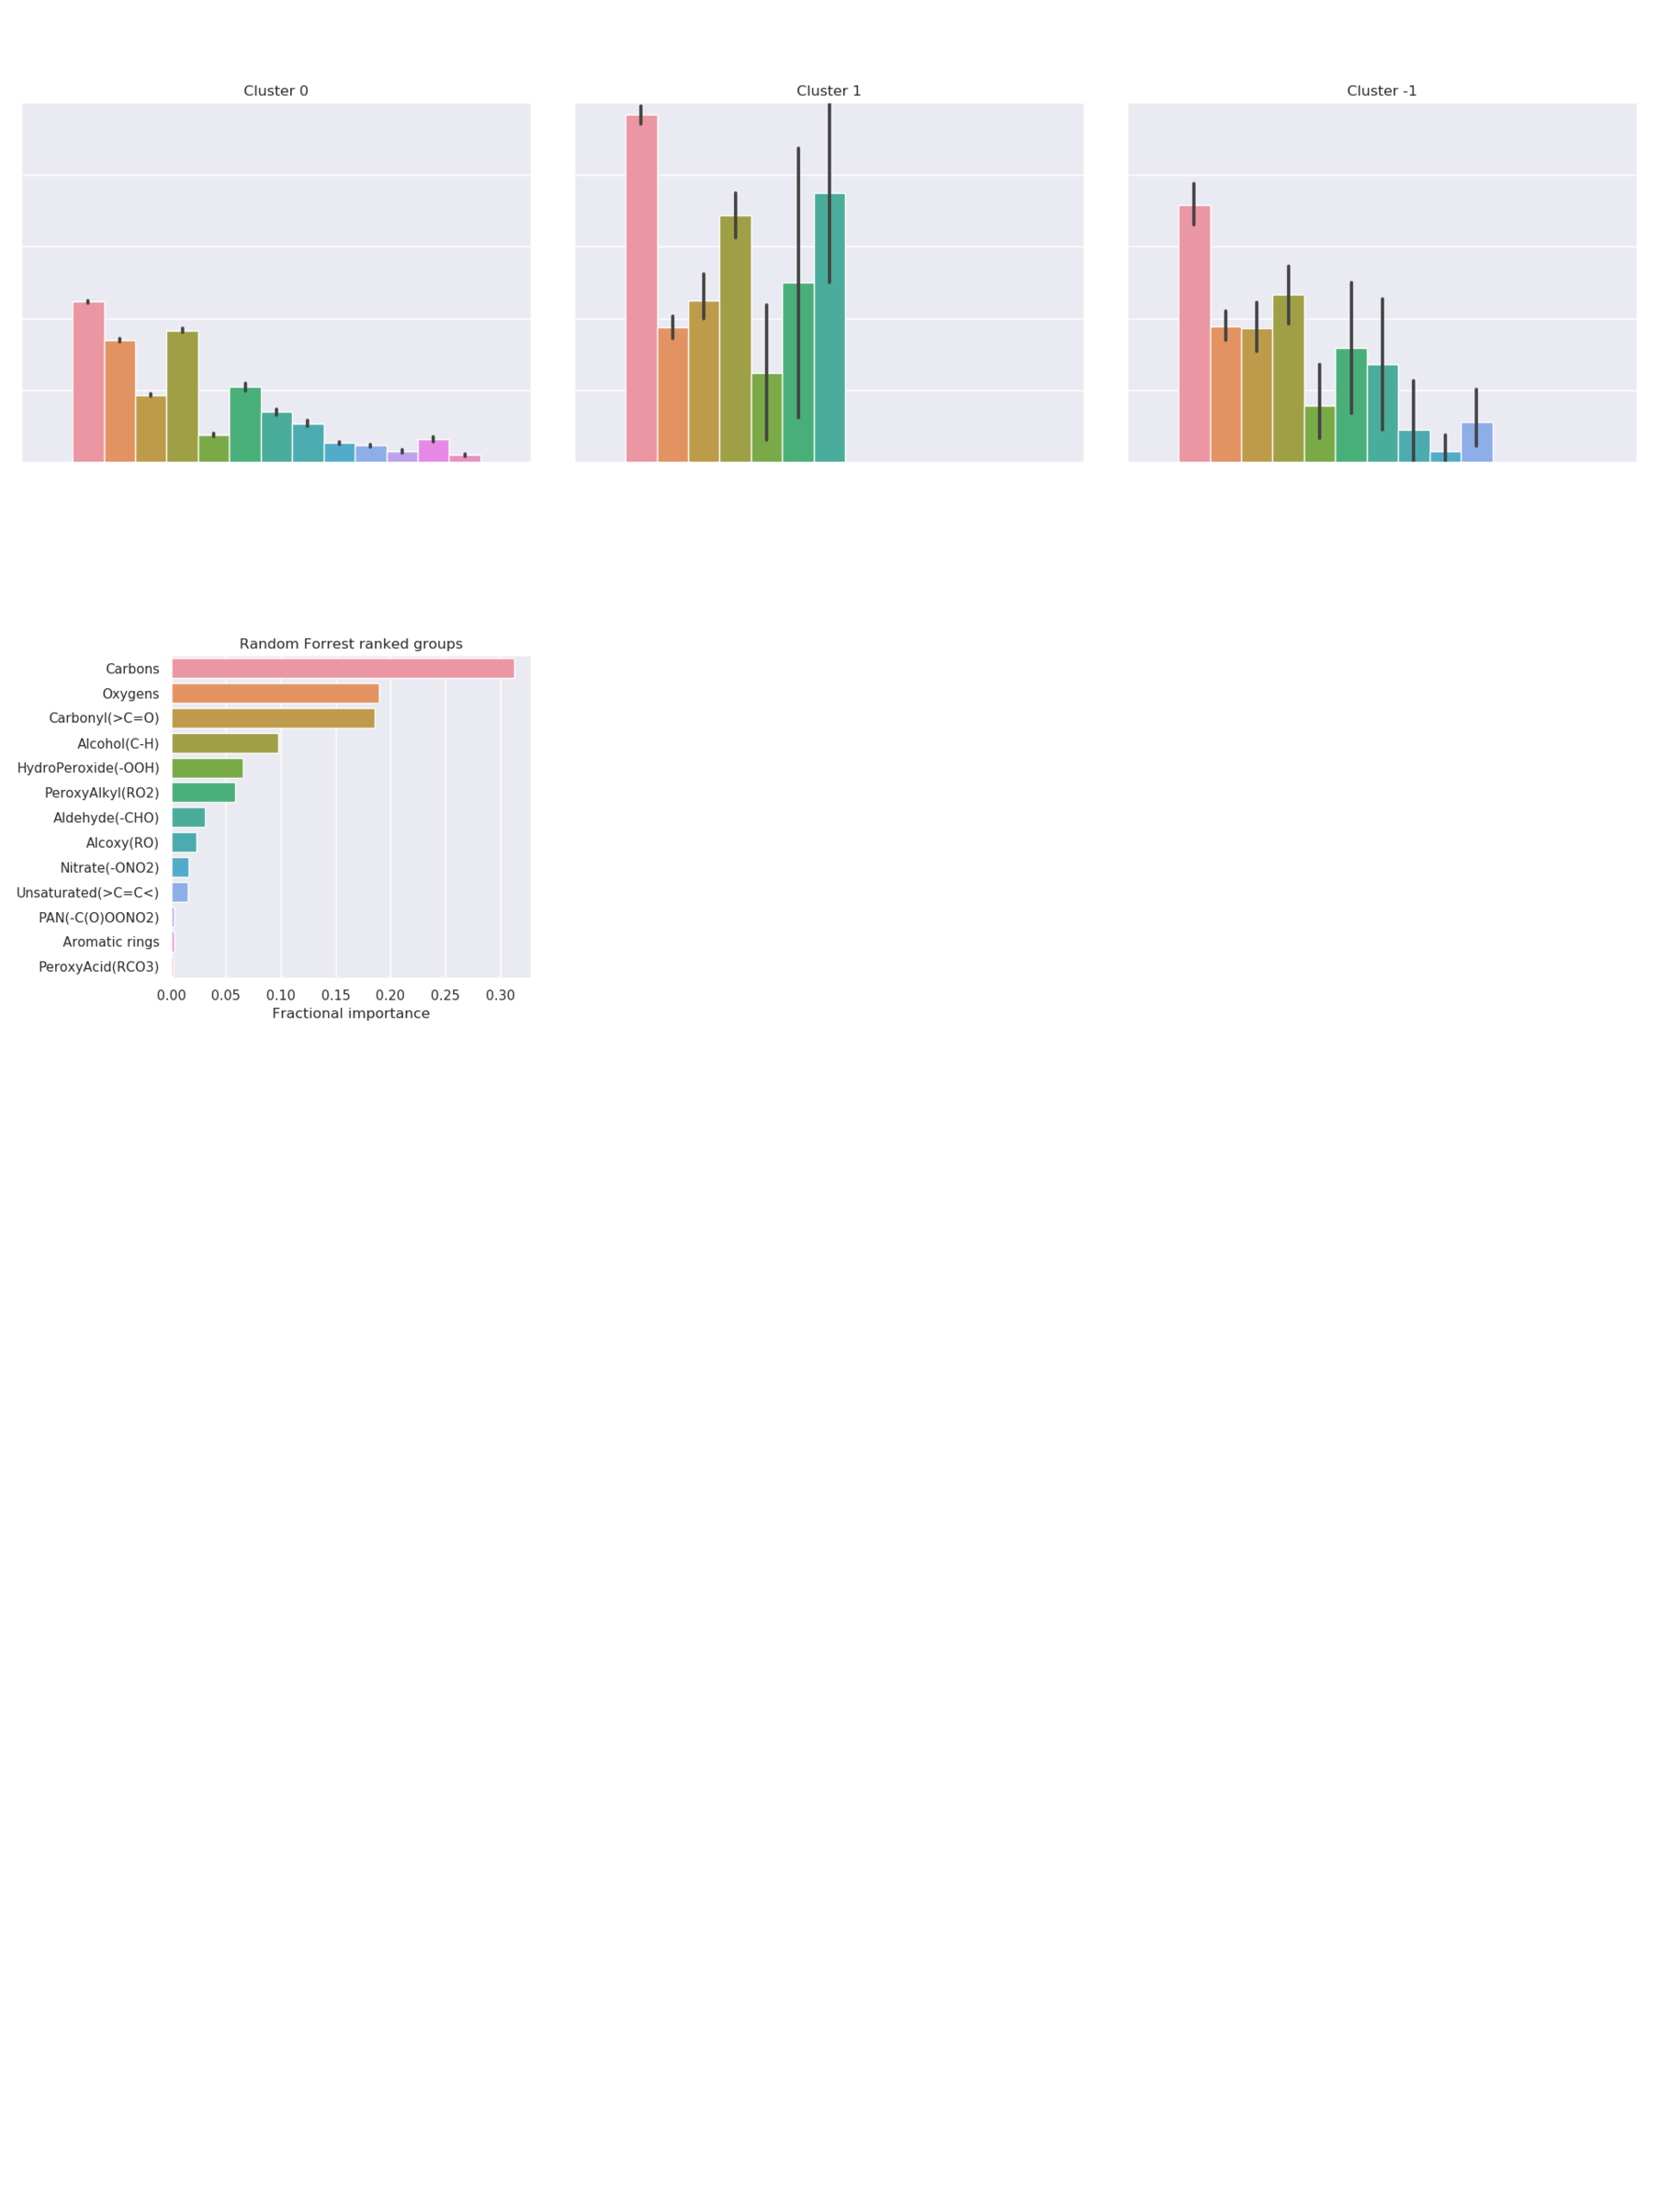 Cluster 0
Cluster 1
Cluster -1
Random Forrest ranked groups
Carbons
Oxygens
Carbonyl(>C=O)
Alcohol(C-H)
HydroPeroxide(-OOH)
PeroxyAlkyl(RO2)
Aldehyde(-CHO)
Alcoxy(RO)
Nitrate(-ONO2)
Unsaturated(>C=C<)
PAN(-C(O)OONO2)
Aromatic rings
PeroxyAcid(RCO3)
0.00 0.05 0.10 0.15 0.20 0.25 0.30
Fractional importance